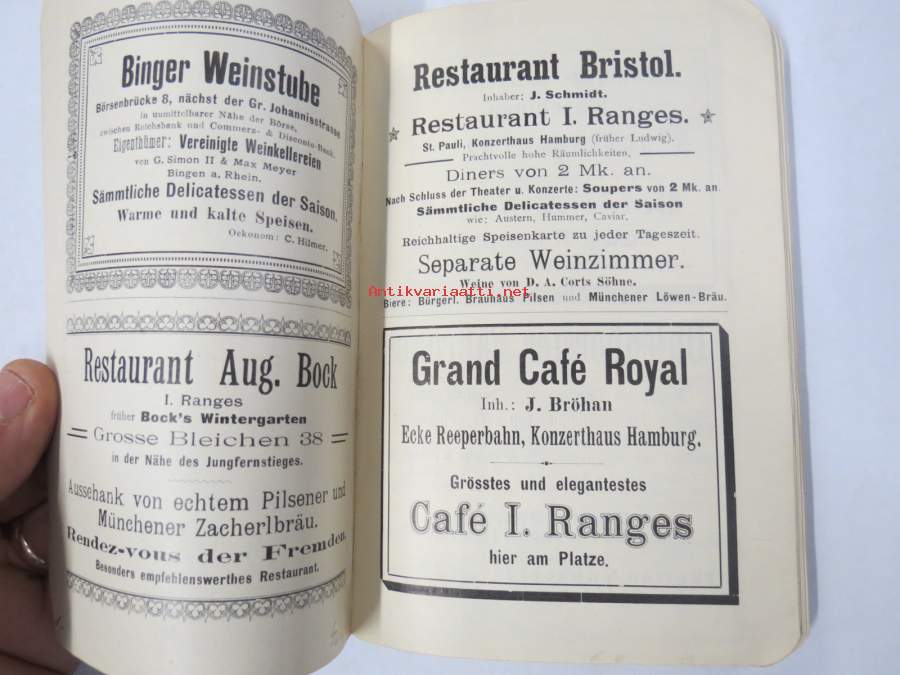 Binger Weinstube
Börsenbrücke 8, nächst der Gr. Johannisstrasse
in unmittelbarer Nähe der Börse,
zwischen Reichsbank und Commerz- & Disconto-Bank.
Eigenthümer: Vereinigte Weinkellereien
von G. Simon II & Max Meyer
Bingen a. Rhein.
Sämmtliche Delicatessen der Saison.
Warme und kalte Speisen.
Oekonom: C. Hilmer.
Restaurant Aug. Bock
I. Ranges
früher Bock's Wintergarten
Grosse Bleichen 38
in der Nähe des Jungfernstieges.
Ausschank von echtem Pilsener und
Münchener Zacherlbräu.
Rendez-vous der Fremden.
Besonders empfehlenswerthes Restaurant.
Restaurant Bristol.
Inhaber: J. Schmidt.
Restaurant I. Ranges.
St. Pauli, Konzerthaus Hamburg (früher Ludwig).
Prachtvolle hohe Räumlichkeiten.
Diners von 2 Mk. an.
Nach Schluss der Theater u. Konzerte: Soupers von 2 Mk. an.
Sämmtliche Delicatessen der Saison
wie: Austern, Hummer, Caviar.
Reichhaltige Speisenkarte zu jeder Tageszeit.
Separate Weinzimmer.
Weine von D. A. Corts Söhne.
Biere: Bürgerl. Bräuhaus Pilsen und Münchener Löwen-Bräu.
Antikvariaatti.net
Grand Café Royal
Inh.: J. Bröhan
Ecke Reeperbahn, Konzerthaus Hamburg.
Grösstes und elegantestes
Café I. Ranges
hier am Platze.